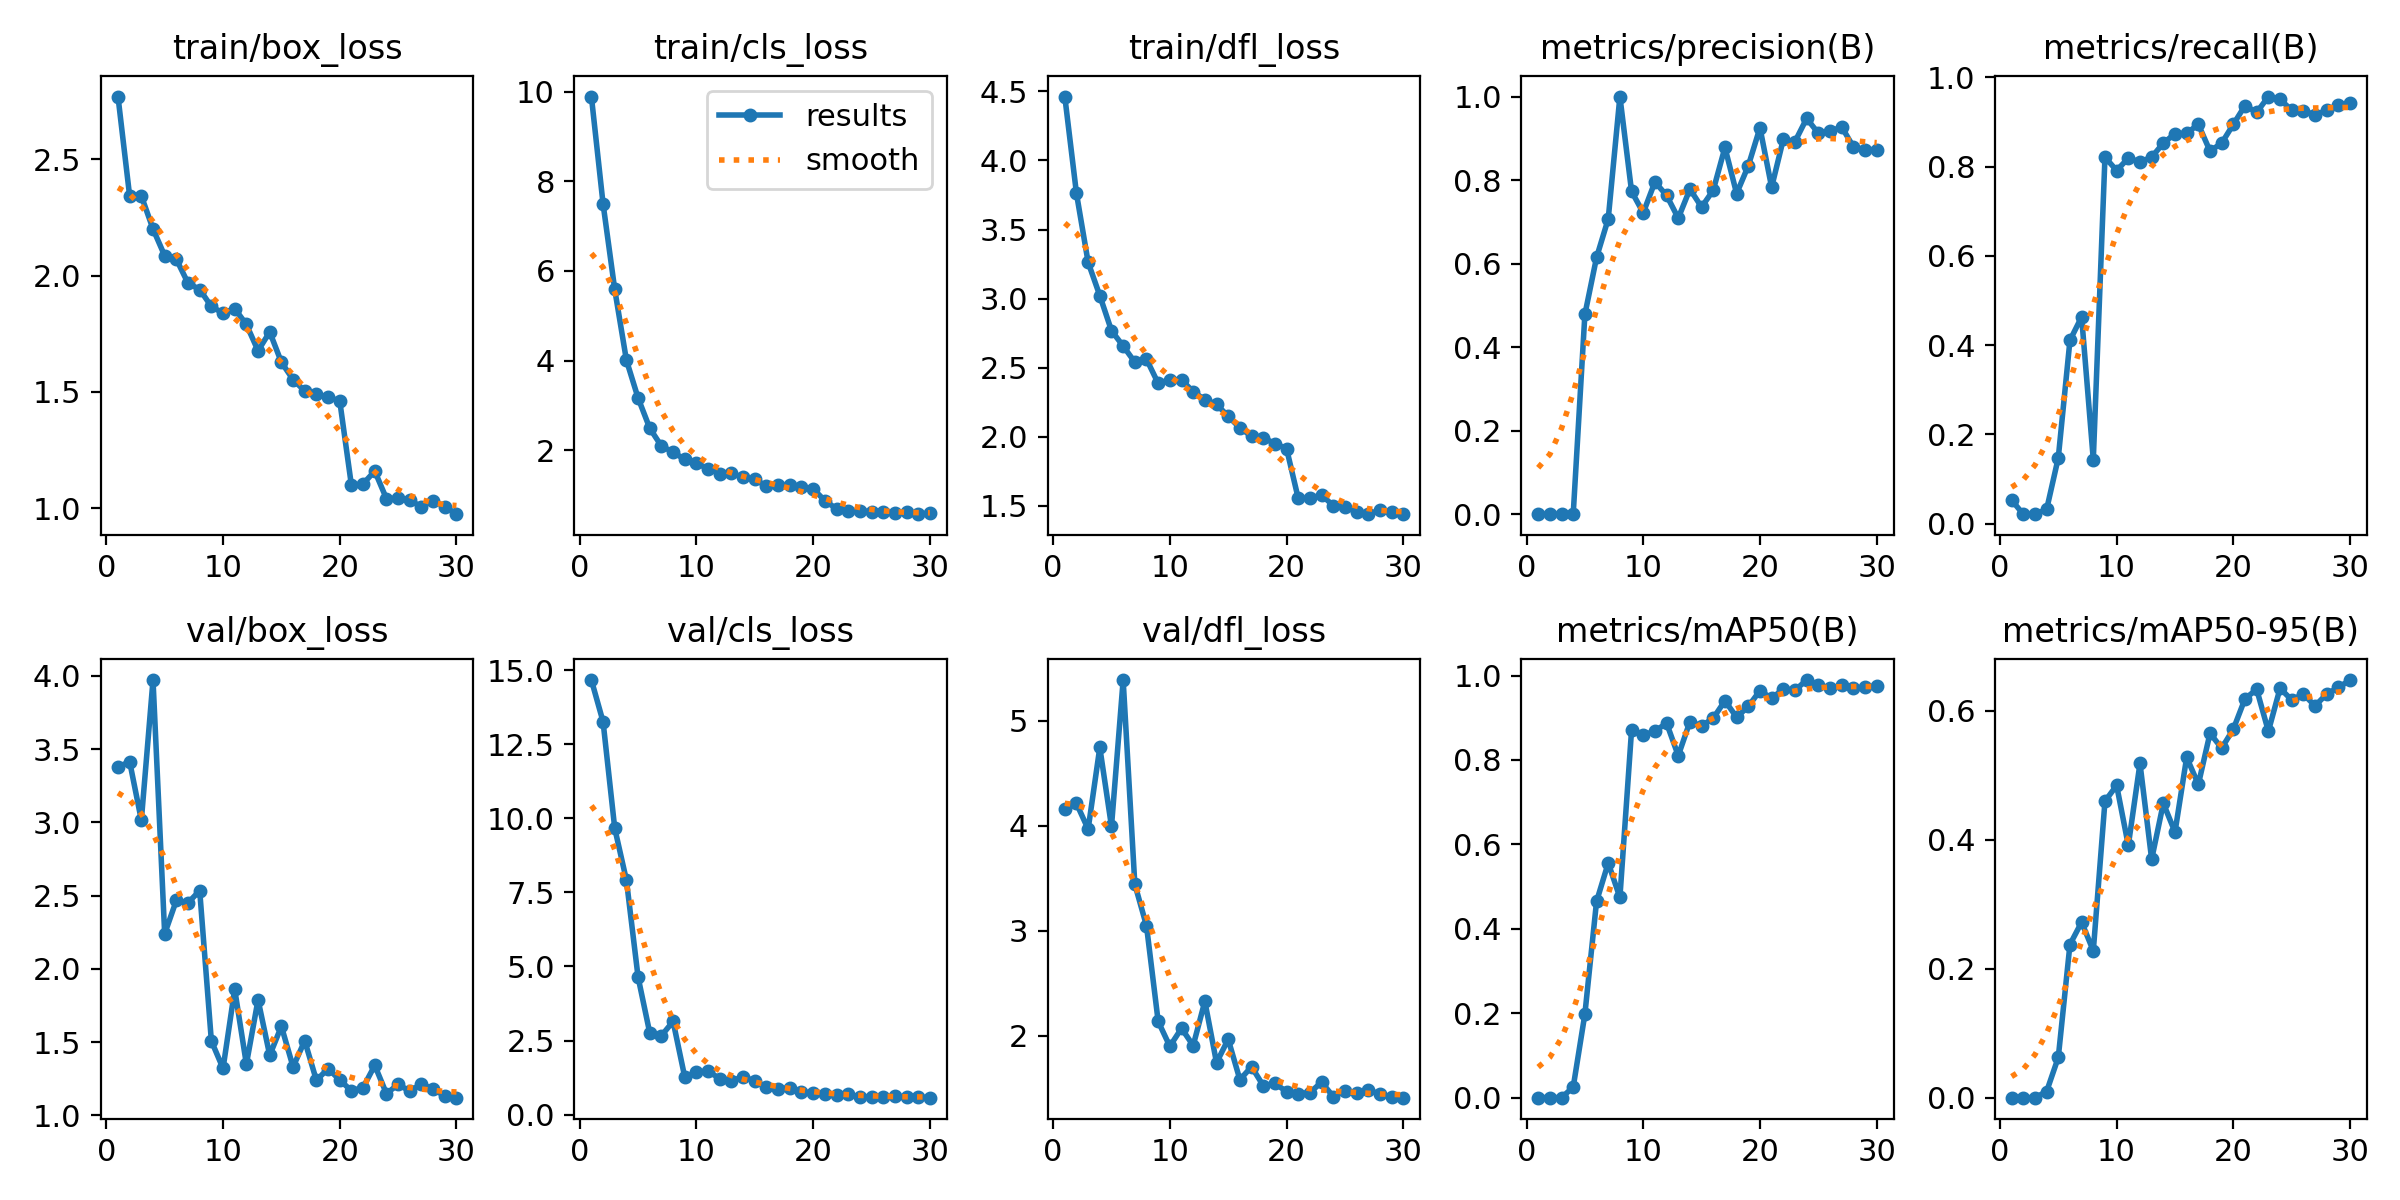 train/box_loss
2.5
2.0
1.5
1.0
0 10 20 30
train/cls_loss
results
smooth
10
8
6
4
2
0 10 20 30
train/dfl_loss
4.5
4.0
3.5
3.0
2.5
2.0
1.5
0 10 20 30
metrics/precision(B)
1.0
0.8
0.6
0.4
0.2
0.0
0 10 20 30
metrics/recall(B)
1.0
0.8
0.6
0.4
0.2
0.0
0 10 20 30
val/box_loss
4.0
3.5
3.0
2.5
2.0
1.5
1.0
0 10 20 30
val/cls_loss
15.0
12.5
10.0
7.5
5.0
2.5
0.0
0 10 20 30
val/dfl_loss
5
4
3
2
0 10 20 30
metrics/mAP50(B)
1.0
0.8
0.6
0.4
0.2
0.0
0 10 20 30
metrics/mAP50-95(B)
0.6
0.4
0.2
0.0
0 10 20 30